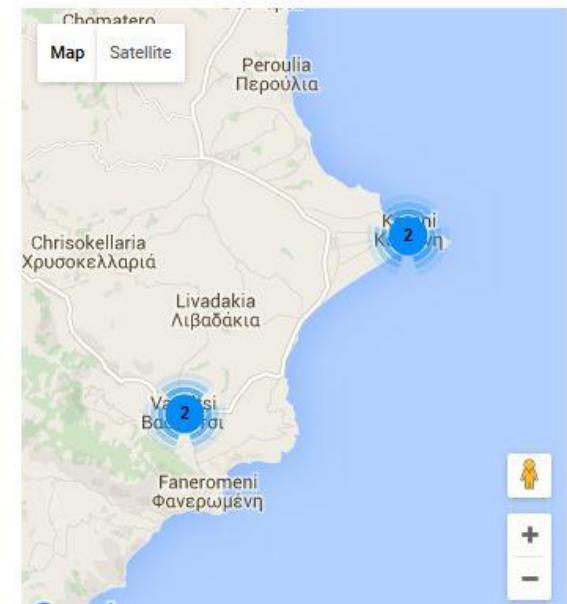 Chomatero
Map Satellite
Peroulia
Περούλια
2
Chrisokellaria
Χρυσοκελλαριά
Livadakia
Λιβαδάκια
2
Faneromeni
Φανερωμένη
+
−